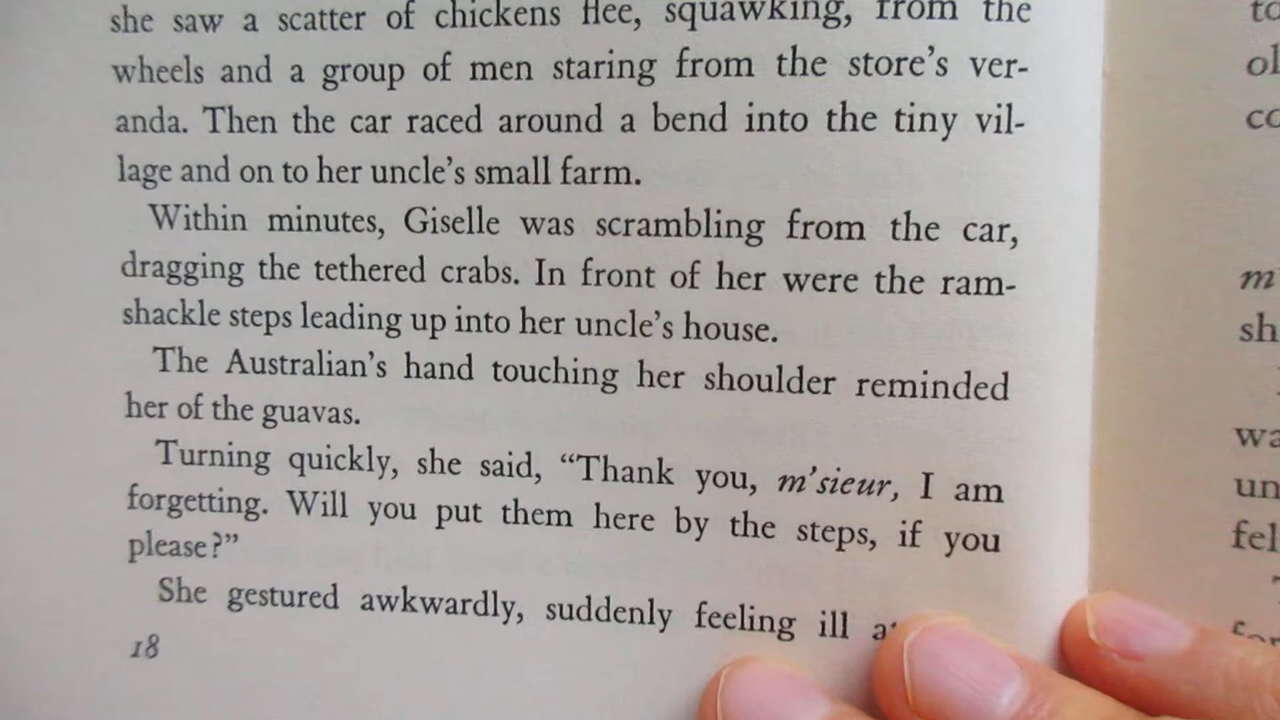 she saw a scatter of chickens flee, squawking, from the
wheels and a group of men staring from the store's ver-
anda. Then the car raced around a bend into the tiny vil-
lage and on to her uncle's small farm.
Within minutes, Giselle was scrambling from the car,
dragging the tethered crabs. In front of her were the ram-
shackle steps leading up into her uncle's house.
The Australian's hand touching her shoulder reminded
her of the guavas.
Turning quickly, she said, “Thank you, m'sieur, I am
forgetting. Will you put them here by the steps, if you
please?”
She gestured awkwardly, suddenly feeling ill
18